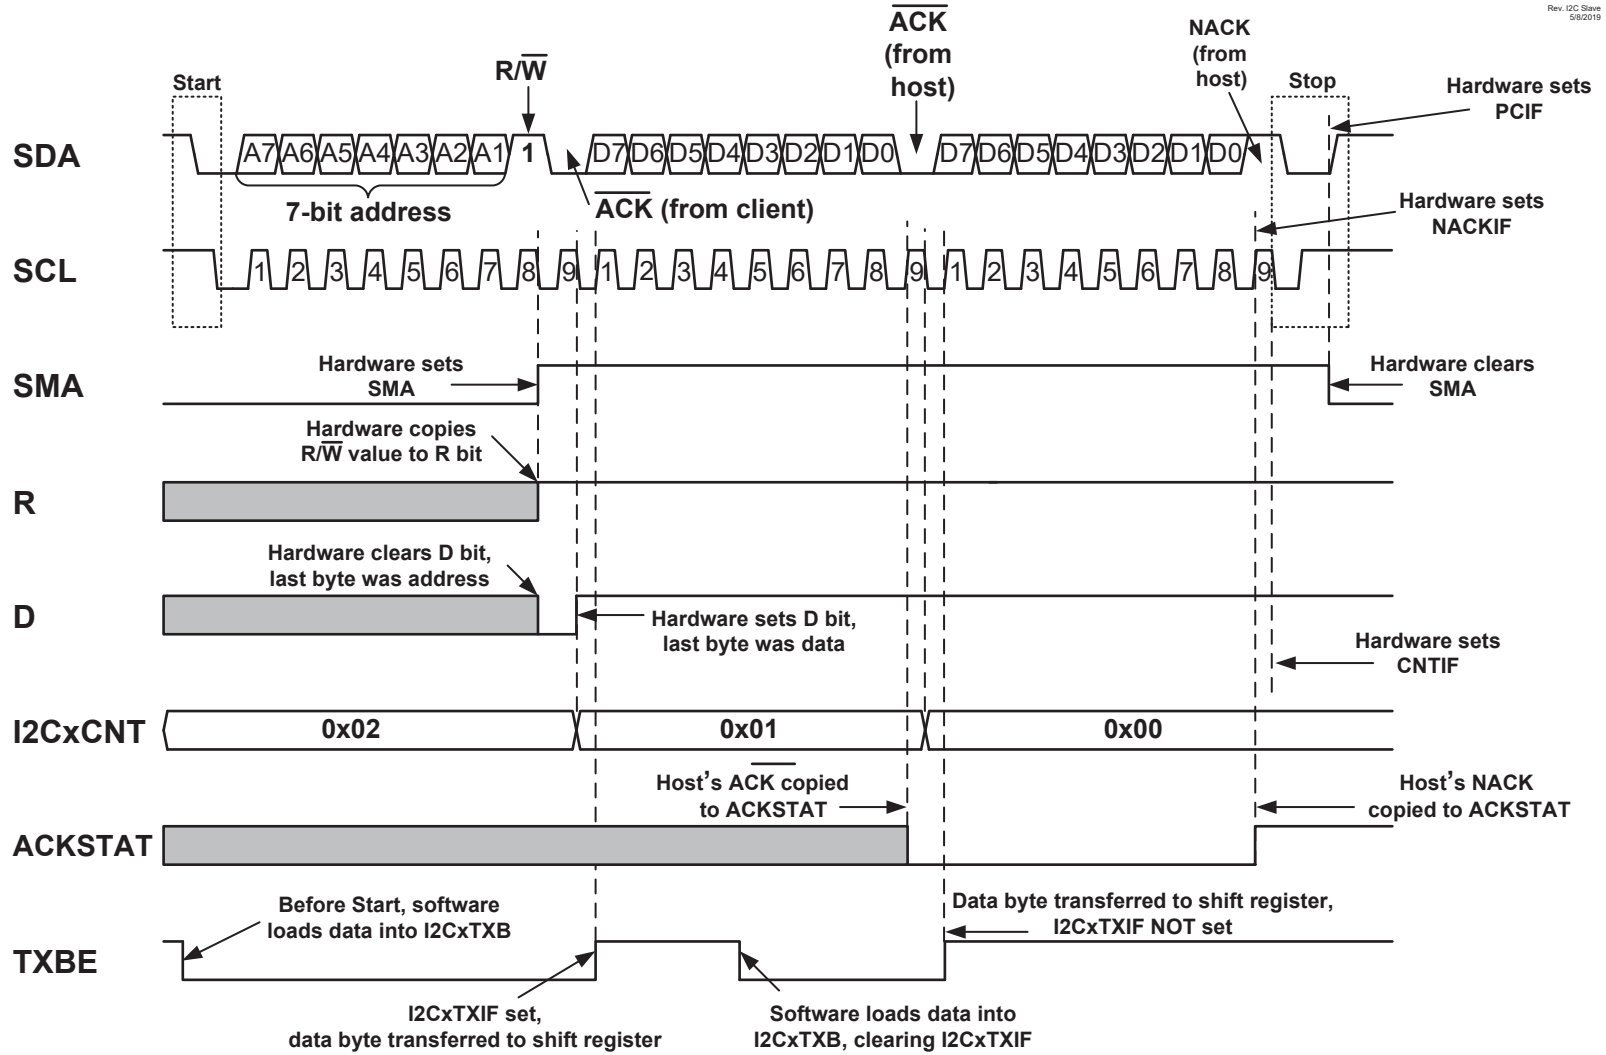 Rev. I2C Slave
5/8/2019
ACK
(from
host)
NACK
(from
host)
R/W
Start
Stop
Hardware sets
PCIF
SDA
A7 A6 A5 A4 A3 A2 A1 1 D7 D6 D5 D4 D3 D2 D1 D0 D7 D6 D5 D4 D3 D2 D1 D0
7-bit address
ACK (from client)
Hardware sets
NACKIF
SCL
1 2 3 4 5 6 7 8 9 1 2 3 4 5 6 7 8 9 1 2 3 4 5 6 7 8 9
SMA
Hardware sets
SMA
Hardware clears
SMA
Hardware copies
R/W value to R bit
R
Hardware clears D bit,
last byte was address
D
Hardware sets D bit,
last byte was data
Hardware sets
CNTIF
I2CxCNT
0x02
0x01
0x00
Host's ACK copied
to ACKSTAT
Host's NACK
copied to ACKSTAT
ACKSTAT
Before Start, software
loads data into I2CxTXB
Data byte transferred to shift register,
I2CxTXIF NOT set
TXBE
I2CxTXIF set,
data byte transferred to shift register
Software loads data into
I2CxTXB, clearing I2CxTXIF